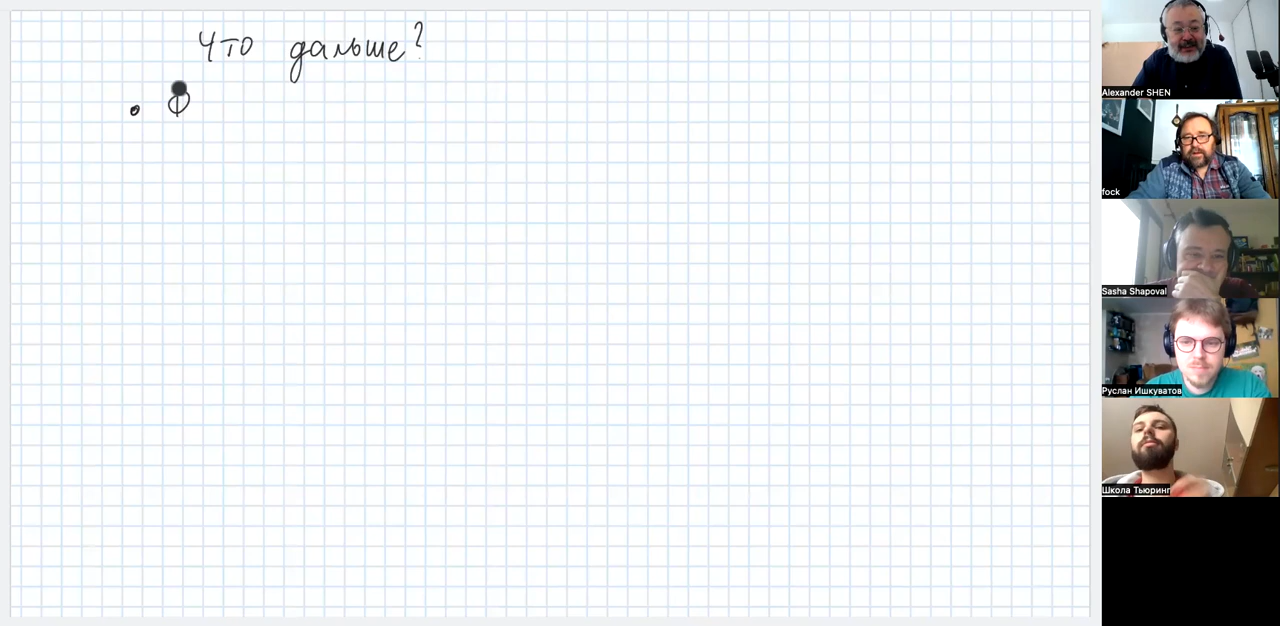 Что дальше?
• Ф
Alexander SHEN
fock
Sasha Shapoval
Руслан Ишкуватов
Школа Тьюринг